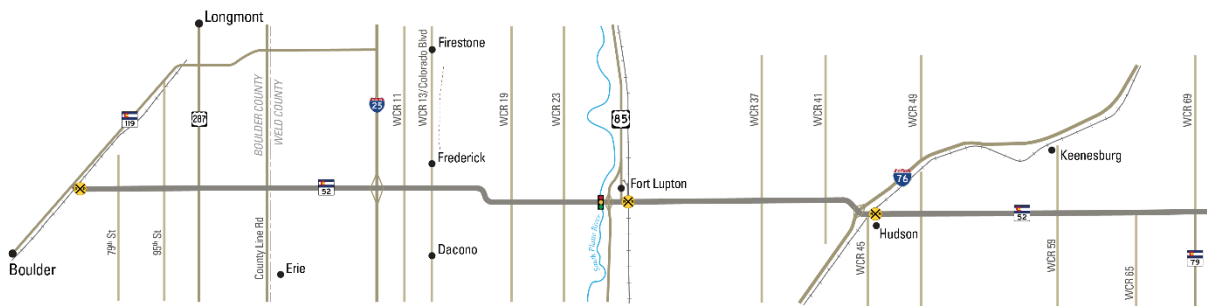 Longmont
Firestone
WCR 13/Colorado Blvd
BOULDER COUNTY
WELD COUNTY
25
WCR 11
WCR 19
WCR 23
85
WCR 37
WCR 41
WCR 49
WCR 69
119
287
Frederick
Keenesburg
76
52
Fort Lupton
52
79th St
95th St
County Line Rd
Erie
Dacono
South Platte River
WCR 45
Hudson
WCR 59
WCR 65
79
Boulder